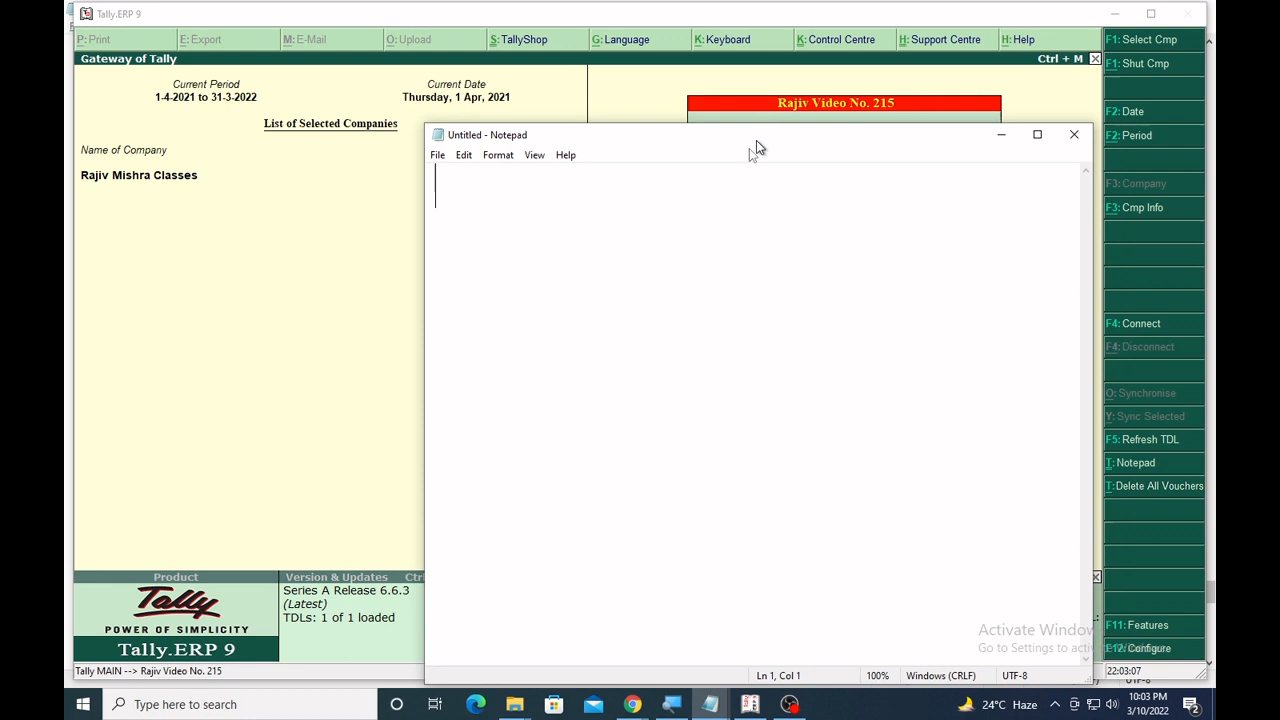 Tally.ERP 9
P: Print
E: Export
M: E-Mail
O: Upload
S: TallyShop
G: Language
K: Keyboard
K: Control Centre
H: Support Centre
H: Help
Gateway of Tally
Ctrl + M
Current Period
1-4-2021 to 31-3-2022
Current Date
Thursday, 1 Apr, 2021
List of Selected Companies
Name of Company
Rajiv Mishra Classes
Rajiv Video No. 215
Untitled - Notepad
File Edit Format View Help
Ln 1, Col 1
100%
Windows (CRLF)
UTF-8
F1: Select Cmp
F1: Shut Cmp
F2: Date
F2: Period
F3: Company
F3: Cmp Info
F4: Connect
F4: Disconnect
O: Synchronise
Y: Sync Selected
F5: Refresh TDL
T: Notepad
T: Delete All Vouchers
F11: Features
F12: Configure
Product
Tally
POWER OF SIMPLICITY
Tally.ERP 9
Version & Updates
Series A Release 6.6.3
(Latest)
TDLs: 1 of 1 loaded
Activate Window
Go to Settings to activ
Tally MAIN --> Rajiv Video No. 215
22:03:07
Type here to search
24°C Haze
10:03 PM
3/10/2022
2